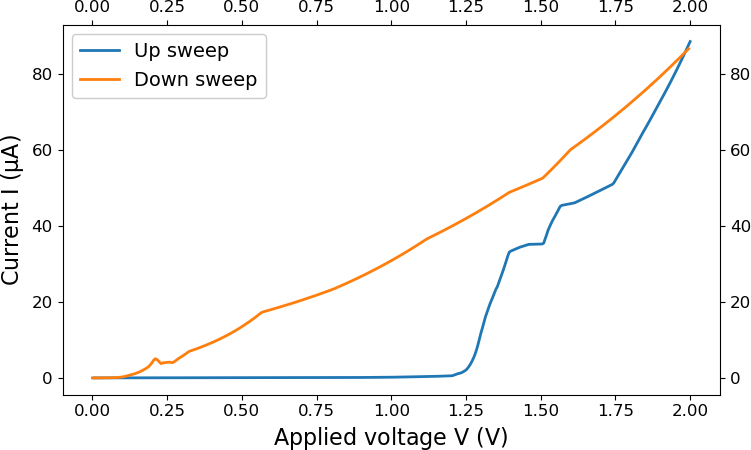 0.00 0.25 0.50 0.75 1.00 1.25 1.50 1.75 2.00
Up sweep
Down sweep
80 80
60 60
40 40
20 20
0 0
Current I (μA)
0.00 0.25 0.50 0.75 1.00 1.25 1.50 1.75 2.00
Applied voltage V (V)